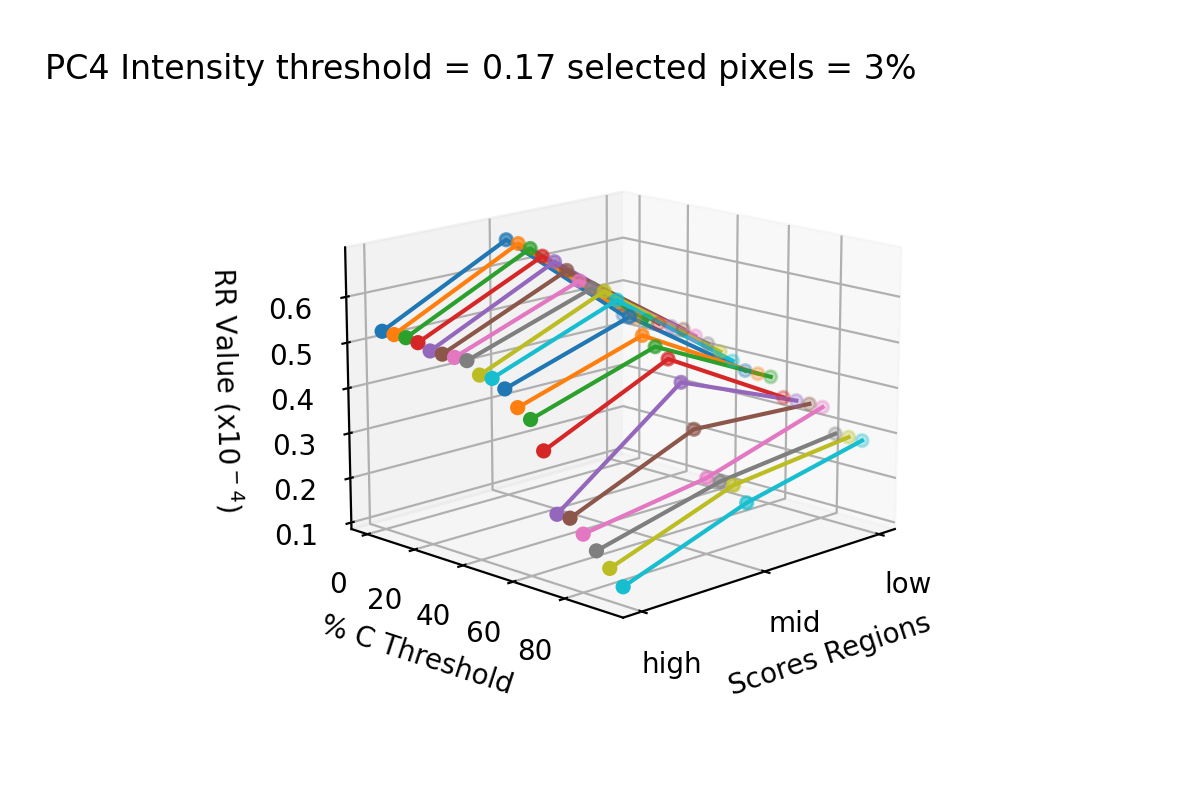 PC4 Intensity threshold = 0.17 selected pixels = 3%
RR Value (x10⁻⁴)
0.6
0.5
0.4
0.3
0.2
0.1
0
20
40
60
80
% C Threshold
high
mid
low
Scores Regions